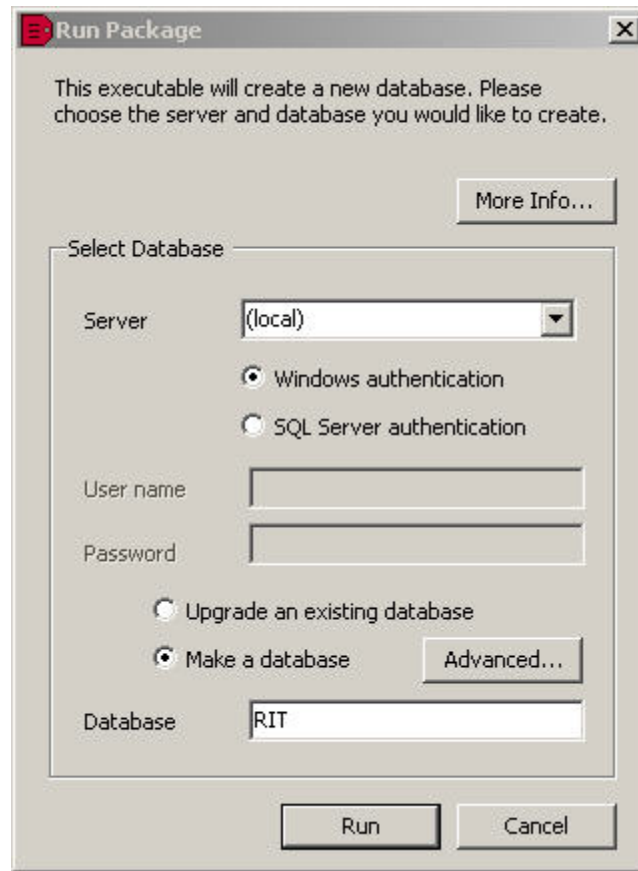 Run Package
This executable will create a new database. Please
choose the server and database you would like to create.
More Info...
Select Database
Server (local)
Windows authentication
SQL Server authentication
User name
Password
Upgrade an existing database
Make a database Advanced...
Database RIT
Run Cancel